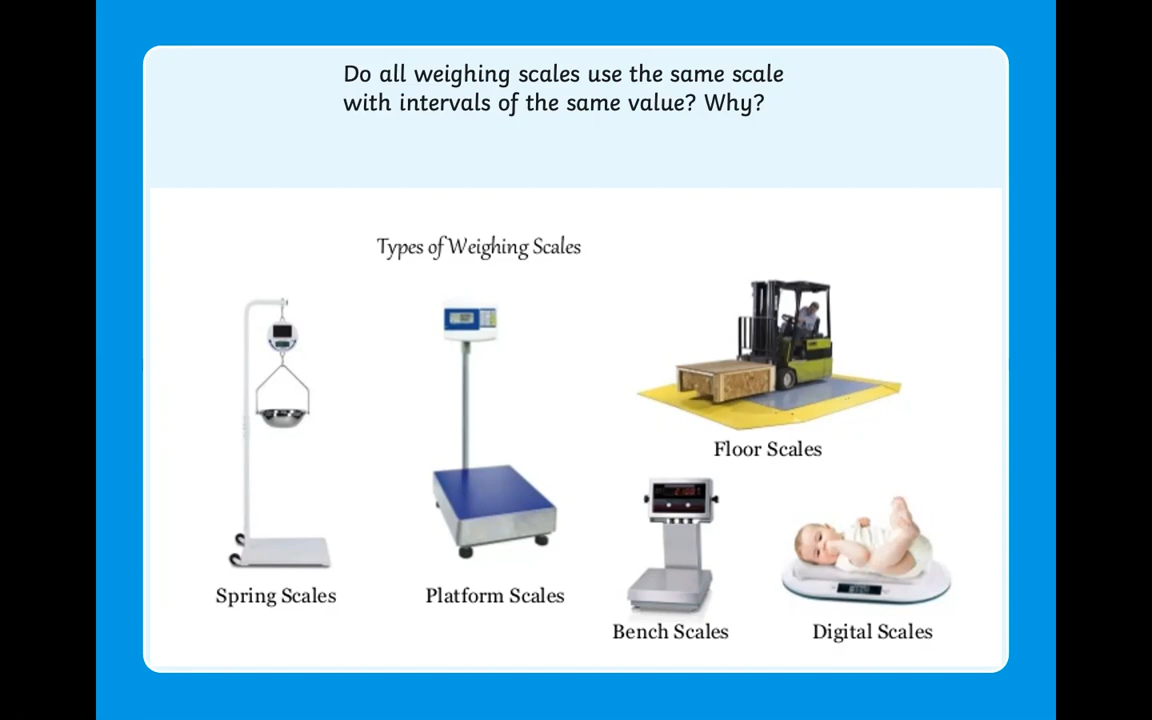 Do all weighing scales use the same scale
with intervals of the same value? Why?
Types of Weighing Scales
Floor Scales
Spring Scales
Platform Scales
Bench Scales
Digital Scales